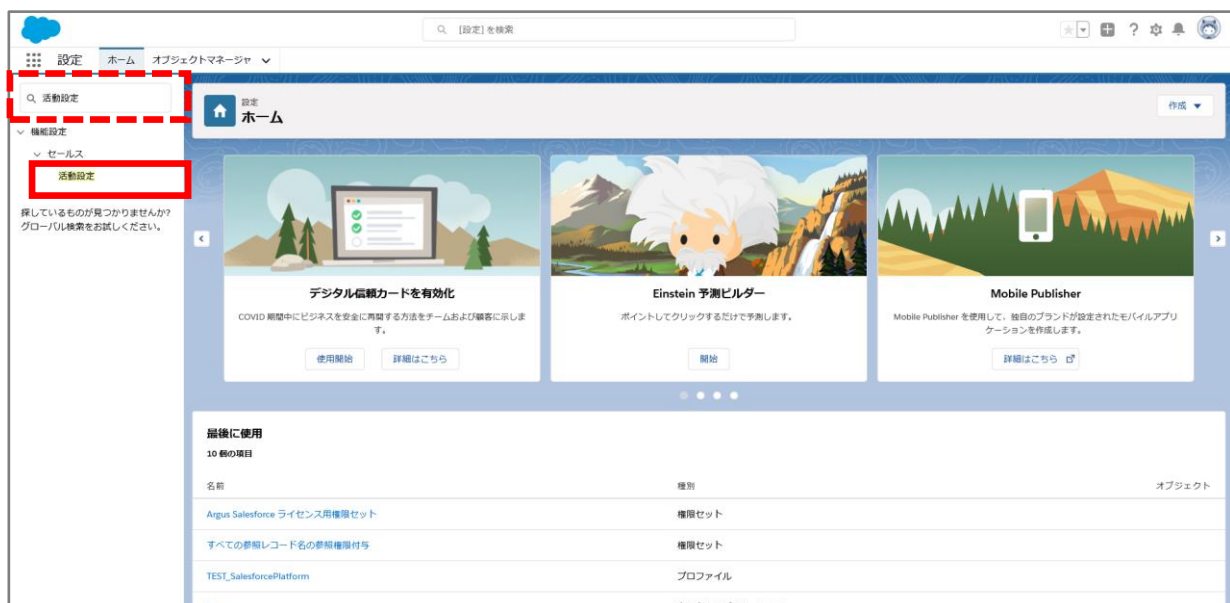 [設定] を検索
設定
ホーム
オブジェクトマネージャ
活動設定
機能設定
セールス
活動設定
探しているものが見つかりませんか?
グローバル検索をお試しください。
設定
ホーム
作成
デジタル信頼カードを有効化
COVID 期間中にビジネスを安全に再開する方法をチームおよび顧客に示しま
す。
使用開始
詳細はこちら
Einstein 予測ビルダー
ポイントしてクリックするだけで予測します。
開始
Mobile Publisher
Mobile Publisher を使用して、独自のブランドが設定されたモバイルアプリ
ケーションを作成します。
詳細はこちら
最後に使用
10 個の項目
名前
種別
オブジェクト
Argus Salesforce ライセンス用権限セット
権限セット
すべての参照レコード名の参照権限付与
権限セット
TEST_SalesforcePlatform
プロファイル